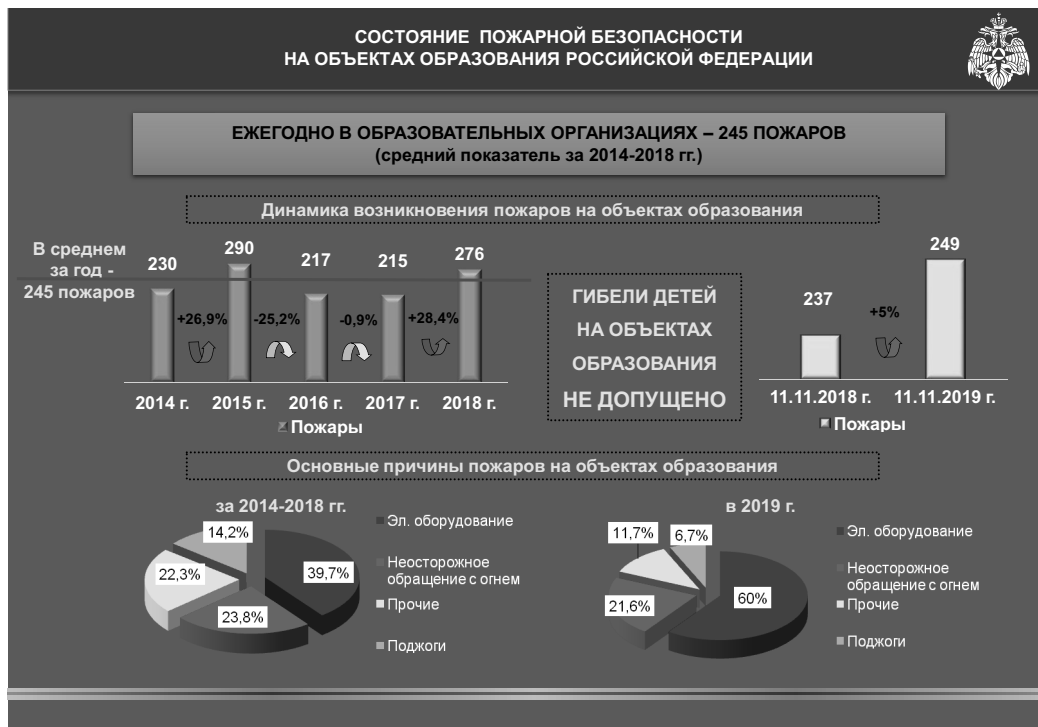 СОСТОЯНИЕ ПОЖАРНОЙ БЕЗОПАСНОСТИ
НА ОБЪЕКТАХ ОБРАЗОВАНИЯ РОССИЙСКОЙ ФЕДЕРАЦИИ
ЕЖЕГОДНО В ОБРАЗОВАТЕЛЬНЫХ ОРГАНИЗАЦИЯХ – 245 ПОЖАРОВ
(средний показатель за 2014-2018 гг.)
Динамика возникновения пожаров на объектах образования
В среднем
за год -
245 пожаров
230
290
217
215
276
+26,9%
-25,2%
-0,9%
+28,4%
2014 г.
2015 г.
2016 г.
2017 г.
2018 г.
Пожары
ГИБЕЛИ ДЕТЕЙ
НА ОБЪЕКТАХ
ОБРАЗОВАНИЯ
НЕ ДОПУЩЕНО
237
+5%
249
11.11.2018 г.
11.11.2019 г.
Пожары
Основные причины пожаров на объектах образования
за 2014-2018 гг.
14,2%
22,3%
39,7%
23,8%
Эл. оборудование
Неосторожное
обращение с огнем
Прочие
Поджоги
в 2019 г.
11,7%
6,7%
21,6%
60%
Эл. оборудование
Неосторожное
обращение с огнем
Прочие
Поджоги